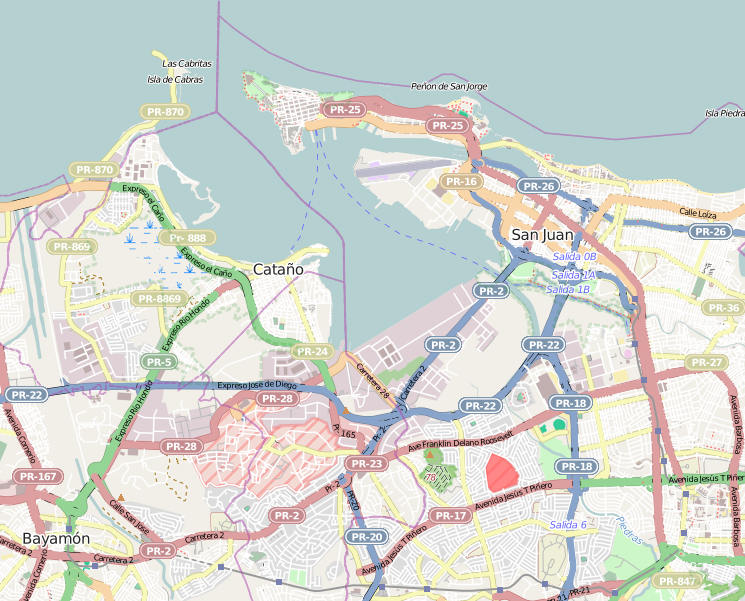 Las Cabritas
Isla de Cabras
Peñon de San Jorge
PR-870
PR-25
Isla Piedra
PR-25
PR-870
PR-16
PR-26
Expreso el Caño
Calle Loíza
PR-26
PR-869
Pr- 888
San Juan
Expreso el Caño
Salida 0B
Cataño
Salida 1A
PR-8869
PR-2
Salida 1B
Expreso Río Hondo
PR-36
PR-5
PR-24
PR-2
PR-22
PR-27
Carretera 28
Carretera 2
PR-22
Expreso José de Diego
PR-28
PR-22
PR-18
Expreso Río Hondo
Avenida Comerío
Avenida Barbosa
Pr- 165
Pr- 2
PR-28
Ave Franklin Delano Roosevelt
PR-23
PR-18
PR-167
Pr- 2
Avenida Jesús T Piñero
Avenida Jesús T Piñero
PR-20
Calle San José
PR-2
PR-17
Avenida Barbosa
Salida 6
Piedras
Bayamón
Carretera 2
PR-20
Avenida Jesús T Piñero
Carretera 2
PR-2
Carretera 2
Avenida Comerío
PR-847
PR-21